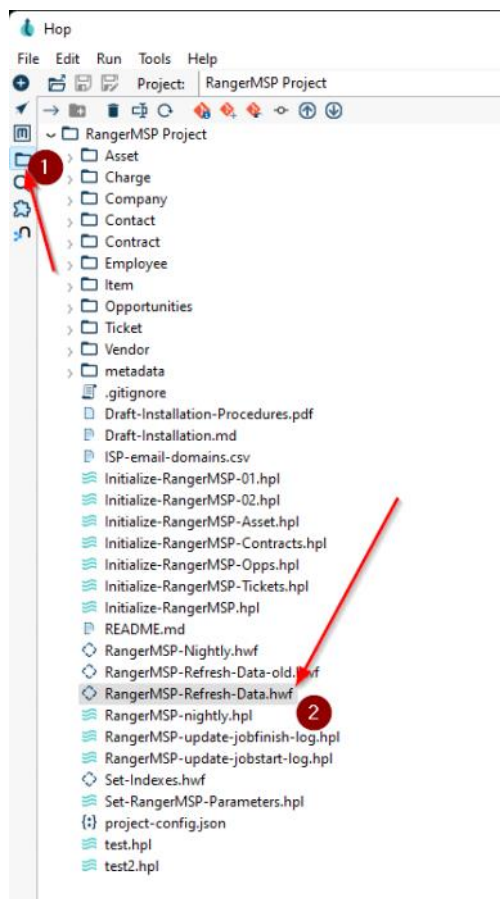 Hop
File Edit Run Tools Help
Project: RangerMSP Project
RangerMSP Project
1
Asset
Charge
Company
Contact
Contract
Employee
Item
Opportunities
Ticket
Vendor
metadata
.gitignore
Draft-Installation-Procedures.pdf
Draft-Installation.md
ISP-email-domains.csv
Initialize-RangerMSP-01.hpl
Initialize-RangerMSP-02.hpl
Initialize-RangerMSP-Asset.hpl
Initialize-RangerMSP-Contracts.hpl
Initialize-RangerMSP-Opps.hpl
Initialize-RangerMSP-Tickets.hpl
Initialize-RangerMSP.hpl
README.md
RangerMSP-Nightly.hwf
RangerMSP-Refresh-Data-old.hwf
RangerMSP-Refresh-Data.hwf
2
RangerMSP-nightly.hpl
RangerMSP-update-jobfinish-log.hpl
RangerMSP-update-jobstart-log.hpl
Set-Indexes.hwf
Set-RangerMSP-Parameters.hpl
project-config.json
test.hpl
test2.hpl